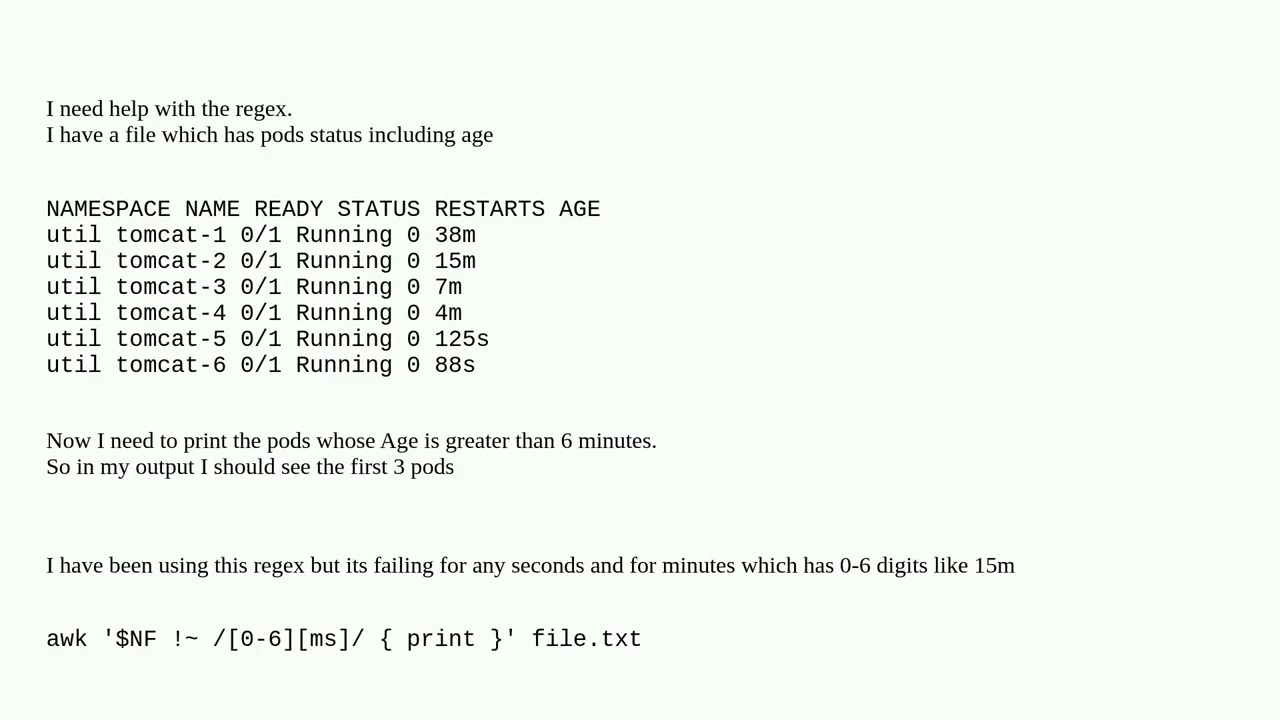 I need help with the regex.
I have a file which has pods status including age
NAMESPACE NAME READY STATUS RESTARTS AGE
util tomcat-1 0/1 Running 0 38m
util tomcat-2 0/1 Running 0 15m
util tomcat-3 0/1 Running 0 7m
util tomcat-4 0/1 Running 0 4m
util tomcat-5 0/1 Running 0 125s
util tomcat-6 0/1 Running 0 88s
Now I need to print the pods whose Age is greater than 6 minutes.
So in my output I should see the first 3 pods
I have been using this regex but its failing for any seconds and for minutes which has 0-6 digits like 15m
awk '$NF !~ /[0-6][ms]/ { print }' file.txt